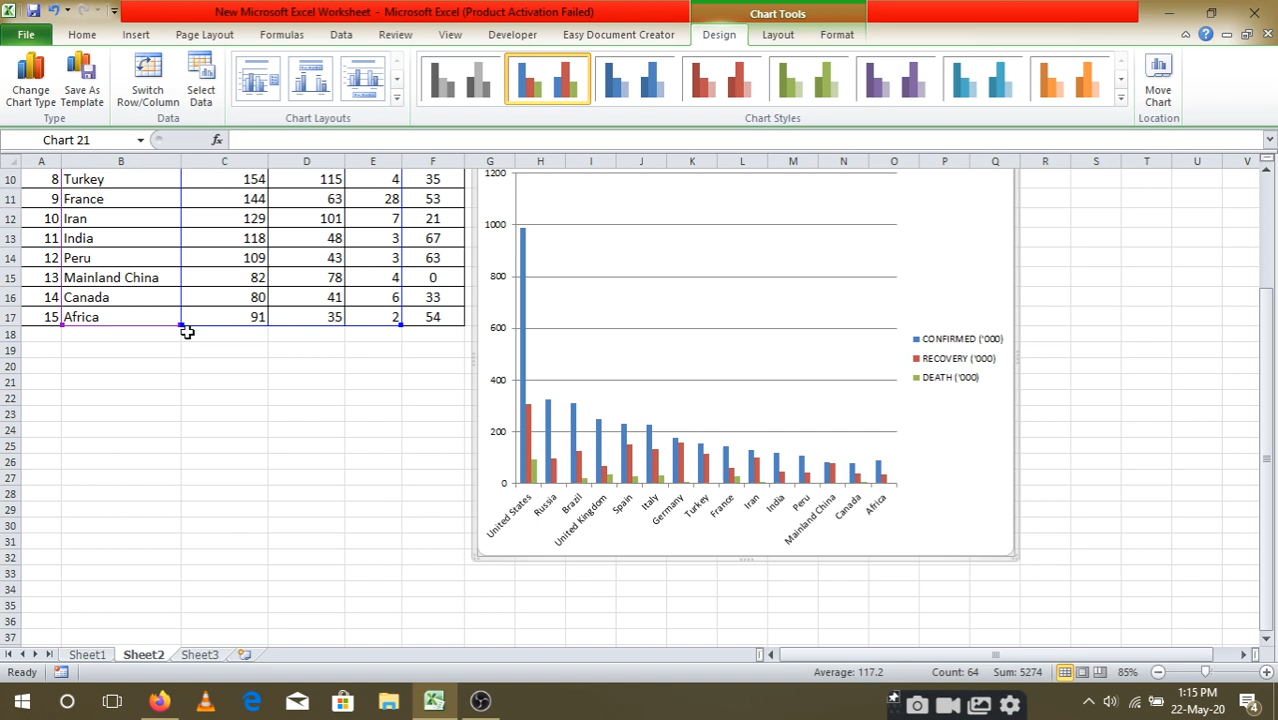 New Microsoft Excel Worksheet - Microsoft Excel (Product Activation Failed)
Chart Tools
File Home Insert Page Layout Formulas Data Review View Developer Easy Document Creator Design Layout Format
Change Chart Type
Save As Template
Switch Row/Column
Select Data
Move Chart
Type Data Chart Layouts Chart Styles Location
Chart 21 fx
A B C D E F G H I J K L M N O P Q R S T U V
10 8 Turkey 154 115 4 35
11 9 France 144 63 28 53
12 10 Iran 129 101 7 21
13 11 India 118 48 3 67
14 12 Peru 109 43 3 63
15 13 Mainland China 82 78 4 0
16 14 Canada 80 41 6 33
17 15 Africa 91 35 2 54
18
19
20
21
22
23
24
25
26
27
28
29
30
31
32
33
34
35
36
37
1200
1000
800
600
400
200
0
United States Russia Brazil United Kingdom Spain Italy Germany Turkey France Iran India Peru Mainland China Canada Africa
CONFIRMED ('000)
RECOVERY ('000)
DEATH ('000)
Sheet1 Sheet2 Sheet3
Ready Average: 117.2 Count: 64 Sum: 5274 85%
1:15 PM
22-May-20
4